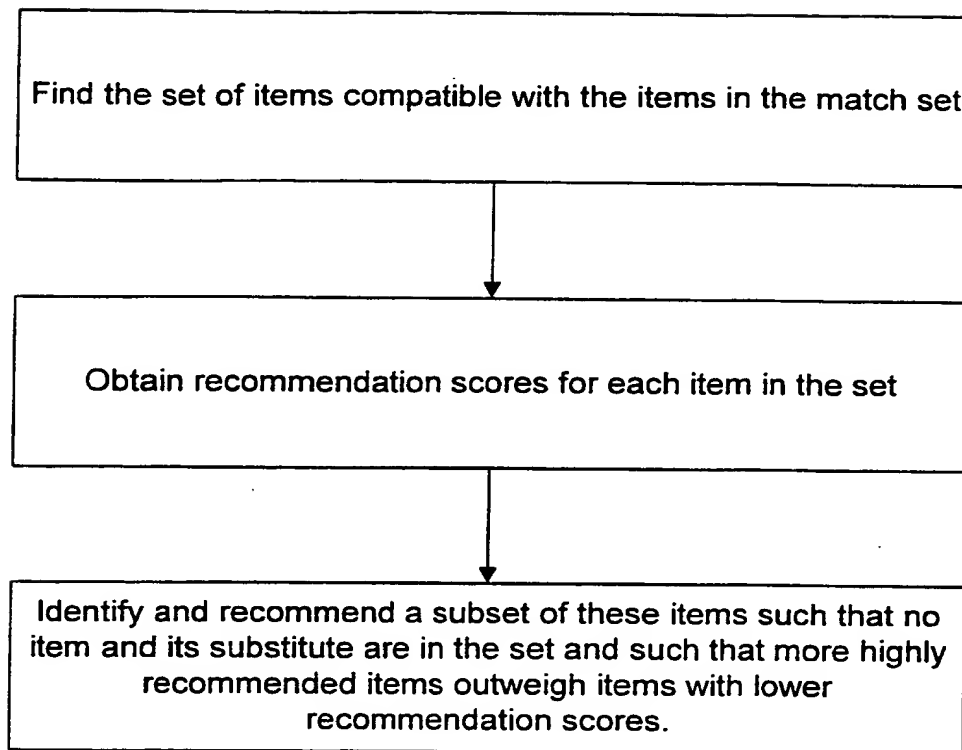 Find the set of items compatible with the items in the match set
Obtain recommendation scores for each item in the set
Identify and recommend a subset of these items such that no
item and its substitute are in the set and such that more highly
recommended items outweigh items with lower
recommendation scores.